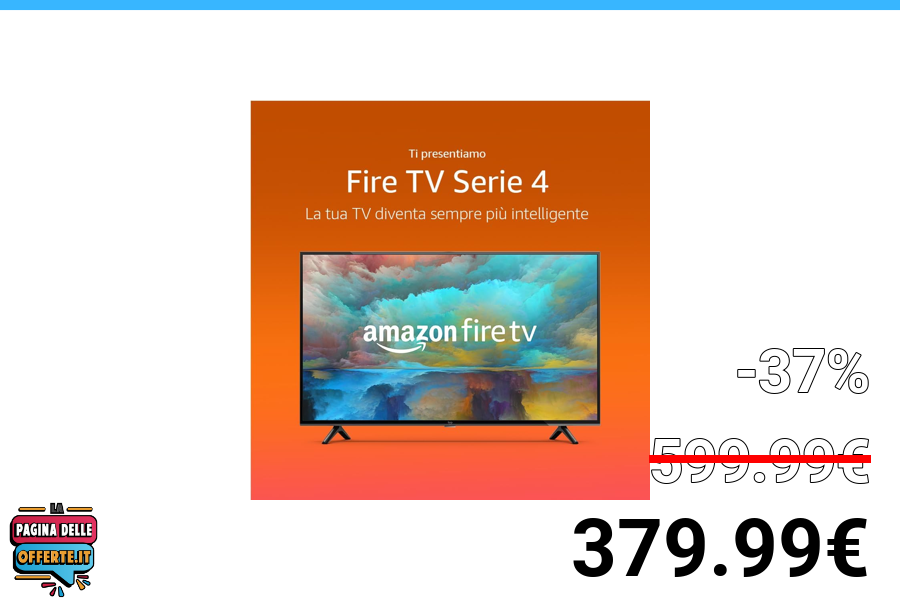 Ti presentiamo
Fire TV Serie 4
La tua TV diventa sempre più intelligente
amazon fire tv
-37%
599.99€
379.99€
LA
PAGINA DELLE
OFFERTE.IT